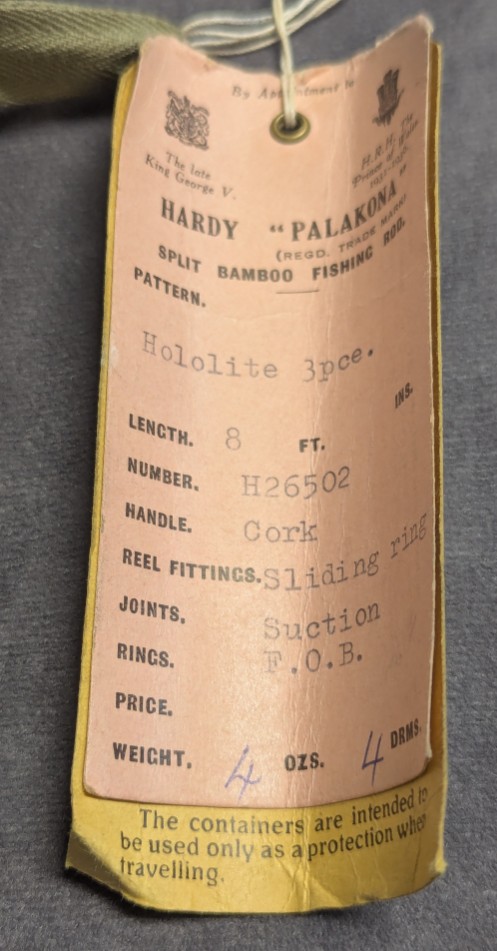 By Appointment to
The late
King George V.
H.R.H. The
Prince of Wales
HARDY "PALAKONA"
(REGD. TRADE MARK)
SPLIT BAMBOO FISHING ROD.
PATTERN.
Hololite 3pce.
LENGTH. 8 FT. INS.
NUMBER. H26502
HANDLE. Cork
REEL FITTINGS. Sliding ring
JOINTS. Suction
RINGS. F.O.B.
PRICE.
WEIGHT. 4 OZS. 4 DRMS.
The containers are intended to
be used only as a protection when
travelling.